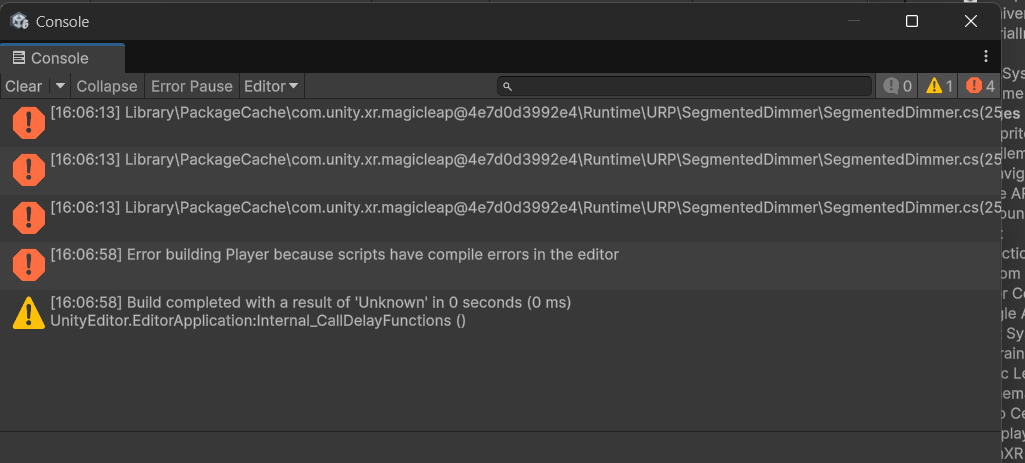 Console
Console
Clear Collapse Error Pause Editor 0 1 4
[16:06:13] Library\PackageCache\com.unity.xr.magicleap@4e7d0d3992e4\Runtime\URP\SegmentedDimmer\SegmentedDimmer.cs(25
[16:06:13] Library\PackageCache\com.unity.xr.magicleap@4e7d0d3992e4\Runtime\URP\SegmentedDimmer\SegmentedDimmer.cs(25
[16:06:13] Library\PackageCache\com.unity.xr.magicleap@4e7d0d3992e4\Runtime\URP\SegmentedDimmer\SegmentedDimmer.cs(25
[16:06:58] Error building Player because scripts have compile errors in the editor
[16:06:58] Build completed with a result of 'Unknown' in 0 seconds (0 ms)
UnityEditor.EditorApplication:Internal_CallDelayFunctions ()